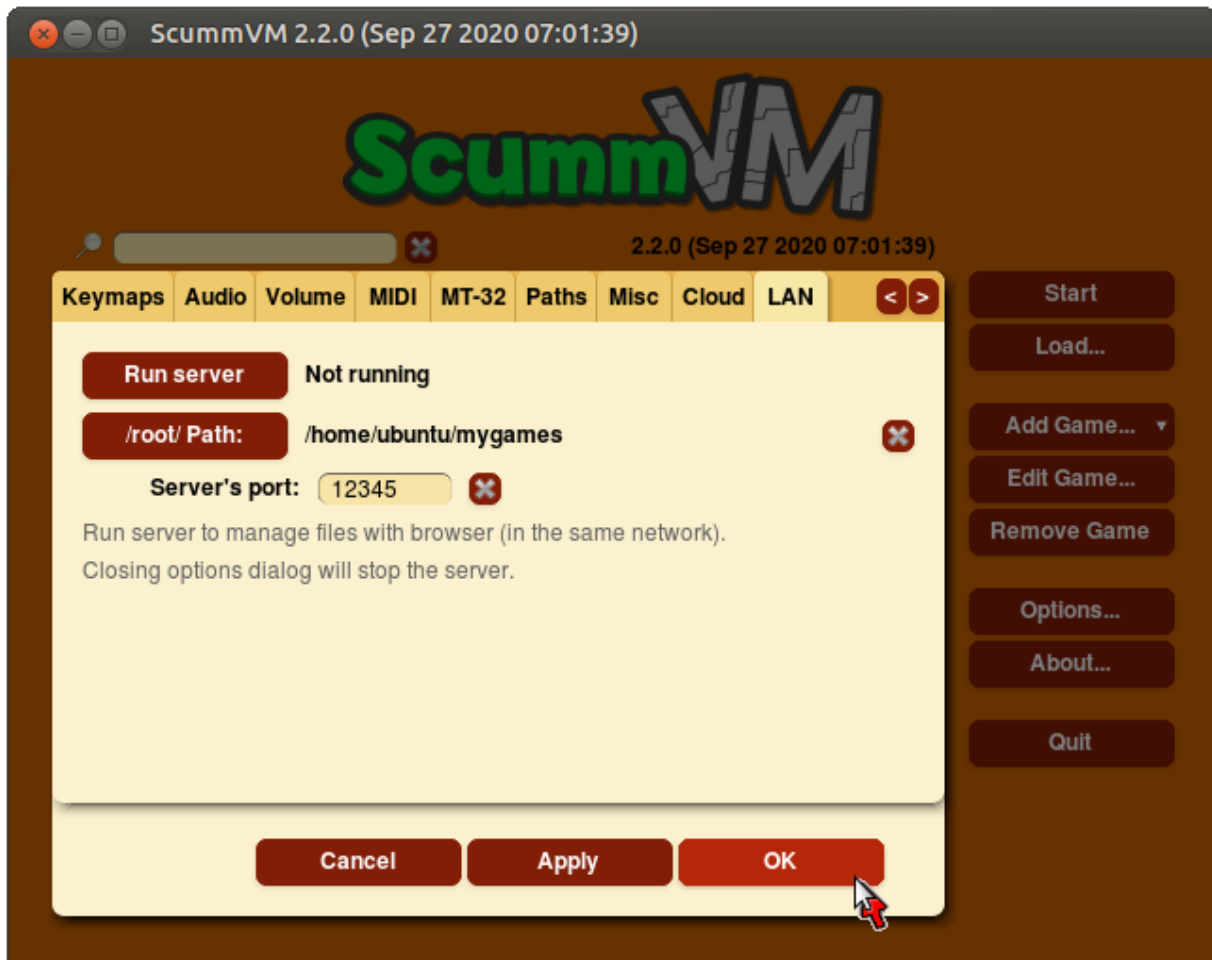 ScummVM 2.2.0 (Sep 27 2020 07:01:39)
ScummVM
2.2.0 (Sep 27 2020 07:01:39)
Keymaps Audio Volume MIDI MT-32 Paths Misc Cloud LAN < >
Run server Not running
/root/ Path: /home/ubuntu/mygames
Server's port: 12345
Run server to manage files with browser (in the same network).
Closing options dialog will stop the server.
Cancel Apply OK
Start
Load...
Add Game...
Edit Game...
Remove Game
Options...
About...
Quit